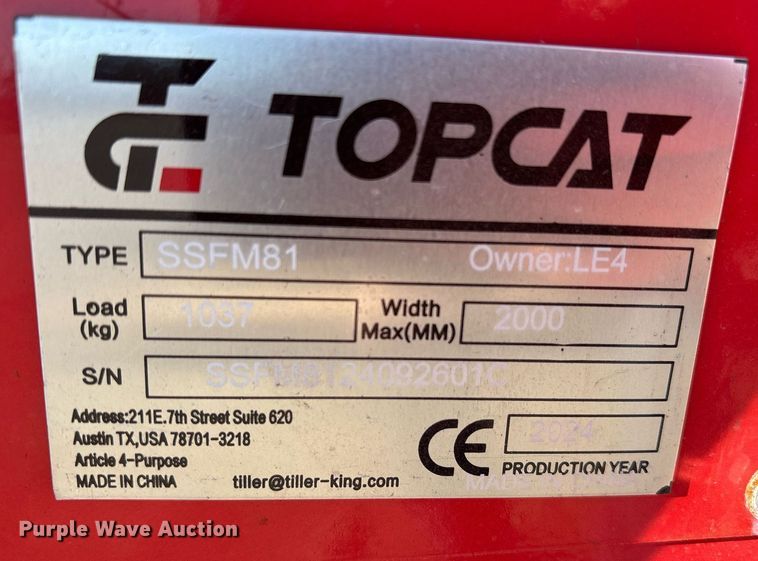 TOPCAT
TYPE SSFM81 Owner:LE4
Load (kg) 1037 Width Max(MM) 2000
S/N SSFM8124092601C
Address:211E.7th Street Suite 620
Austin TX,USA 78701-3218
Article 4-Purpose
MADE IN CHINA tiller@tiller-king.com
CE 2024
PRODUCTION YEAR
Purple Wave Auction